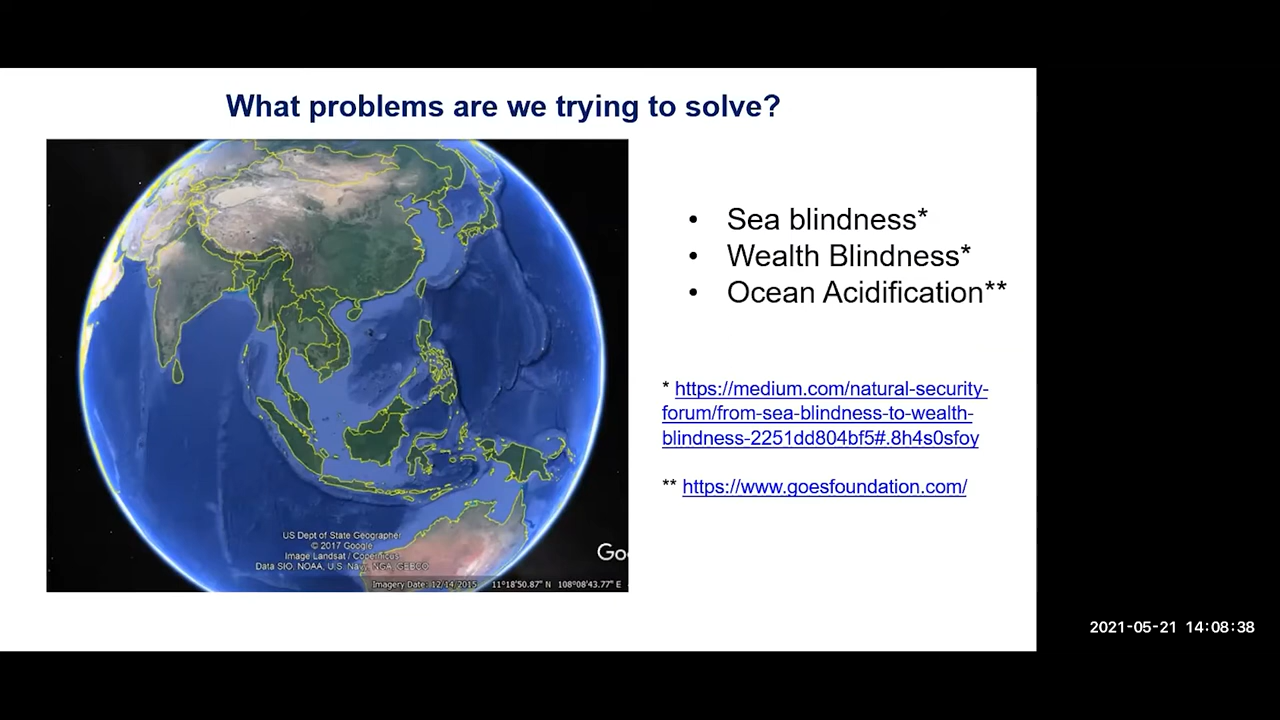 What problems are we trying to solve?
• Sea blindness*
• Wealth Blindness*
• Ocean Acidification**
* https://medium.com/natural-security-
forum/from-sea-blindness-to-wealth-
blindness-2251dd804bf5#.8h4s0sfoy
** https://www.goesfoundation.com/
US Dept of State Geographer
© 2017 Google
Image Landsat / Copernicus
Data SIO, NOAA, U.S. Navy, NGA, GEBCO
Goo
Imagery Date: 12/14/2015 11°18'50.87" N 108°08'43.77" E
2021-05-21 14:08:38